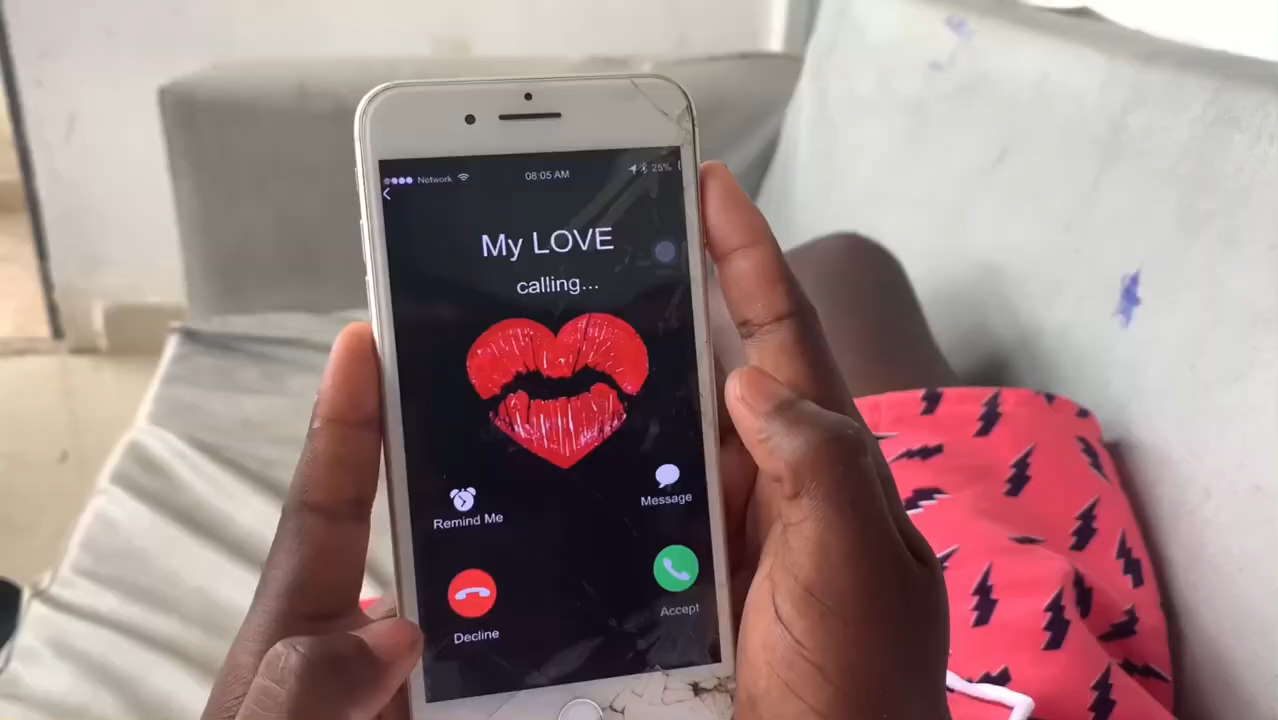 Network 08:05 AM 25%
My LOVE
calling...
Remind Me
Message
Decline
Accept